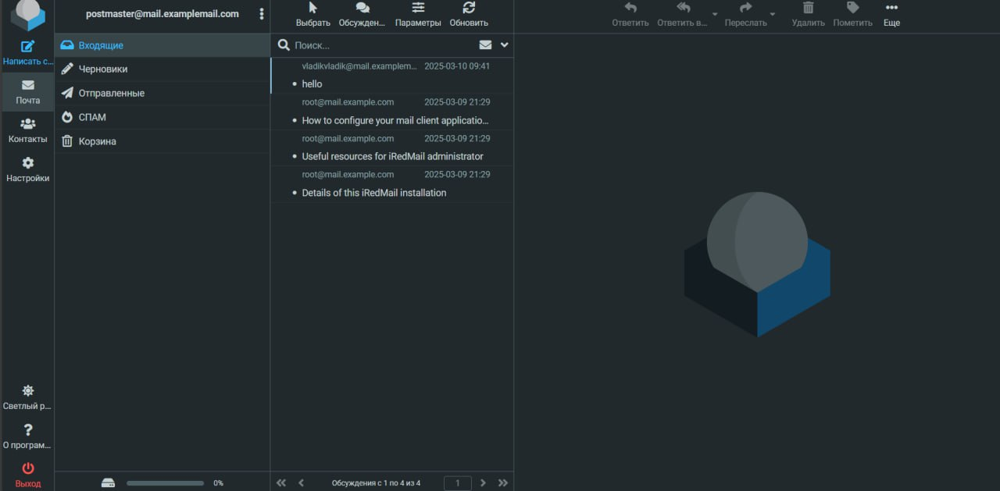 postmaster@mail.examplemail.com
Написать с...
Почта
Контакты
Настройки
Светлый р...
О програм...
Выход
Входящие
Черновики
Отправленные
СПАМ
Корзина
0%
Выбрать Обсужден... Параметры Обновить
Поиск...
vladikvladik@mail.examplem... 2025-03-10 09:41
• hello
root@mail.example.com 2025-03-09 21:29
• How to configure your mail client applicatio...
root@mail.example.com 2025-03-09 21:29
• Useful resources for iRedMail administrator
root@mail.example.com 2025-03-09 21:29
• Details of this iRedMail installation
Обсуждения с 1 по 4 из 4
1
Ответить Ответить в... Переслать Удалить Пометить Еще